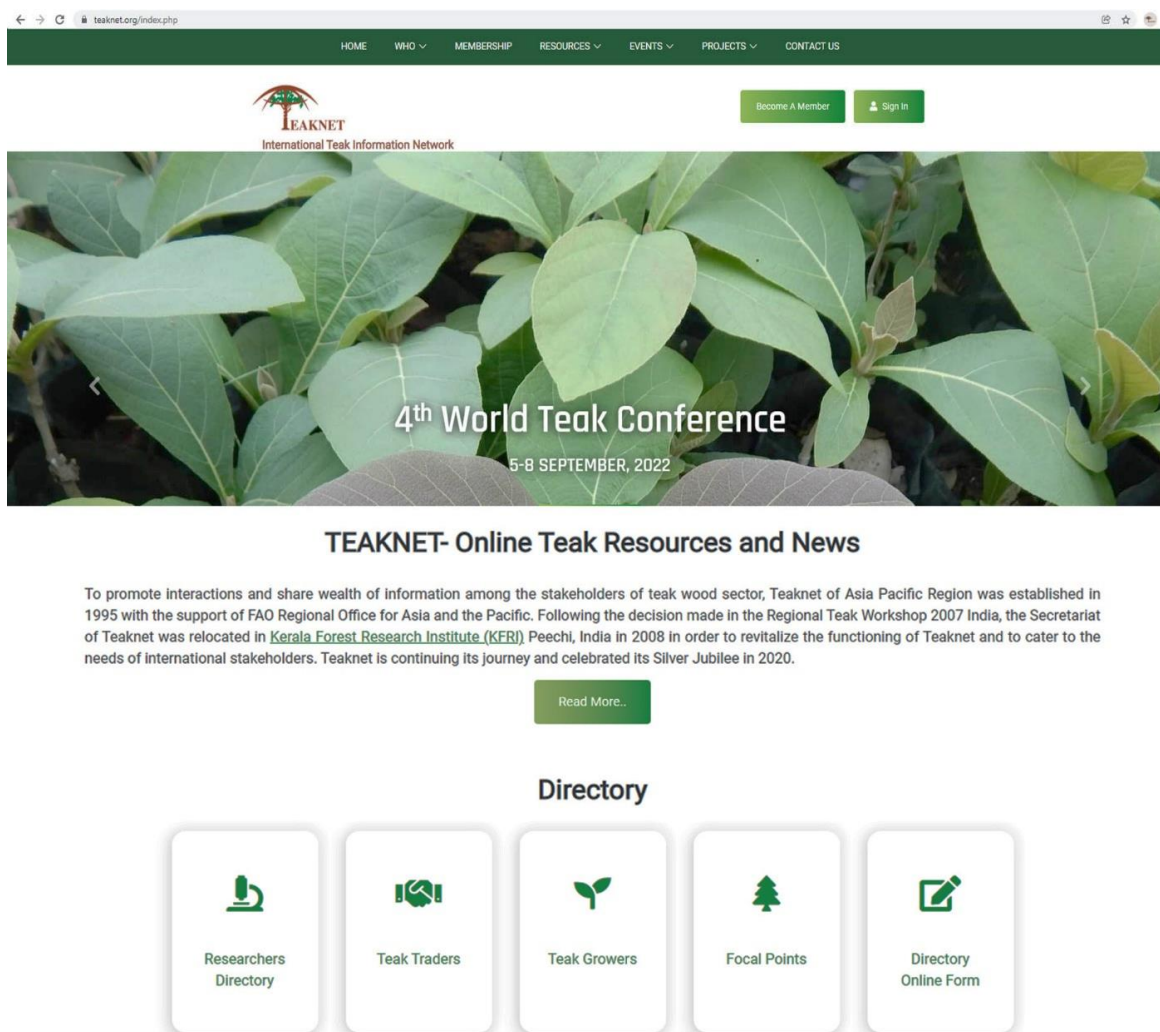 teaknet.org/index.php
HOME WHO MEMBERSHIP RESOURCES EVENTS PROJECTS CONTACT US
TEAKNET
International Teak Information Network
Become A Member Sign In
4th World Teak Conference
5-8 SEPTEMBER, 2022
TEAKNET- Online Teak Resources and News
To promote interactions and share wealth of information among the stakeholders of teak wood sector, Teaknet of Asia Pacific Region was established in
1995 with the support of FAO Regional Office for Asia and the Pacific. Following the decision made in the Regional Teak Workshop 2007 India, the Secretariat
of Teaknet was relocated in Kerala Forest Research Institute (KFRI) Peechi, India in 2008 in order to revitalize the functioning of Teaknet and to cater to the
needs of international stakeholders. Teaknet is continuing its journey and celebrated its Silver Jubilee in 2020.
Read More..
Directory
Researchers
Directory
Teak Traders
Teak Growers
Focal Points
Directory
Online Form